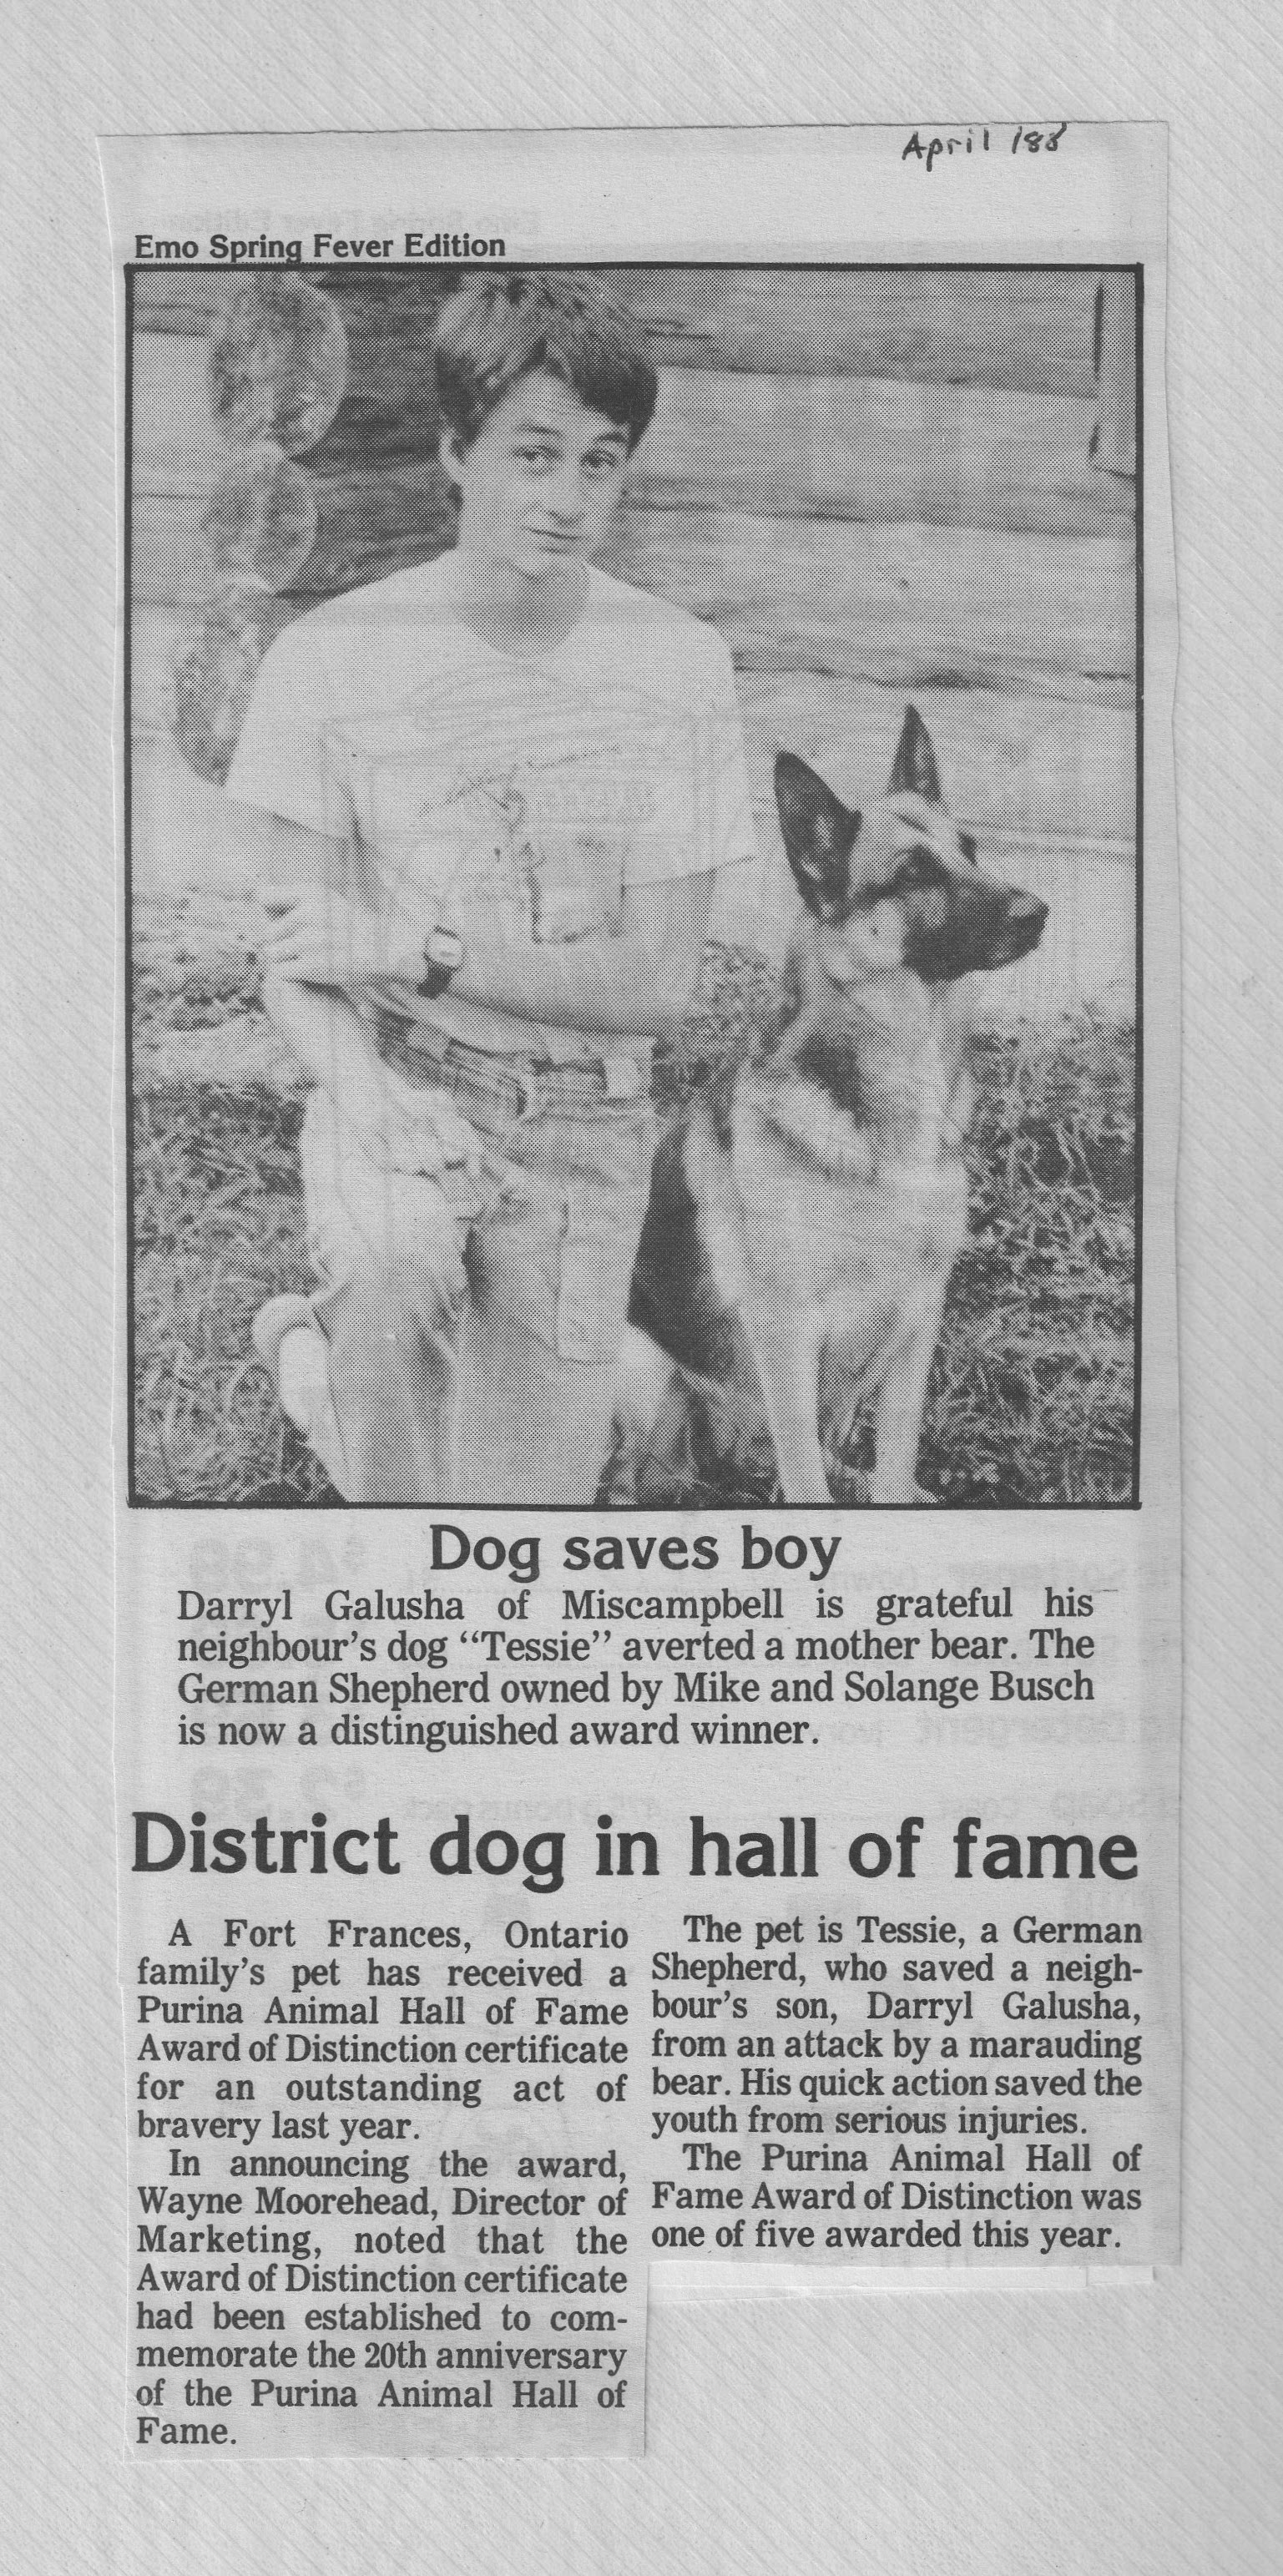 April '88
Emo Spring Fever Edition
Dog saves boy
Darryl Galusha of Miscampbell is grateful his
neighbour's dog “Tessie” averted a mother bear. The
German Shepherd owned by Mike and Solange Busch
is now a distinguished award winner.
District dog in hall of fame
A Fort Frances, Ontario
family's pet has received a
Purina Animal Hall of Fame
Award of Distinction certificate
for an outstanding act of
bravery last year.
In announcing the award,
Wayne Moorehead, Director of
Marketing, noted that the
Award of Distinction certificate
had been established to com-
memorate the 20th anniversary
of the Purina Animal Hall of
Fame.
The pet is Tessie, a German
Shepherd, who saved a neigh-
bour's son, Darryl Galusha,
from an attack by a marauding
bear. His quick action saved the
youth from serious injuries.
The Purina Animal Hall of
Fame Award of Distinction was
one of five awarded this year.